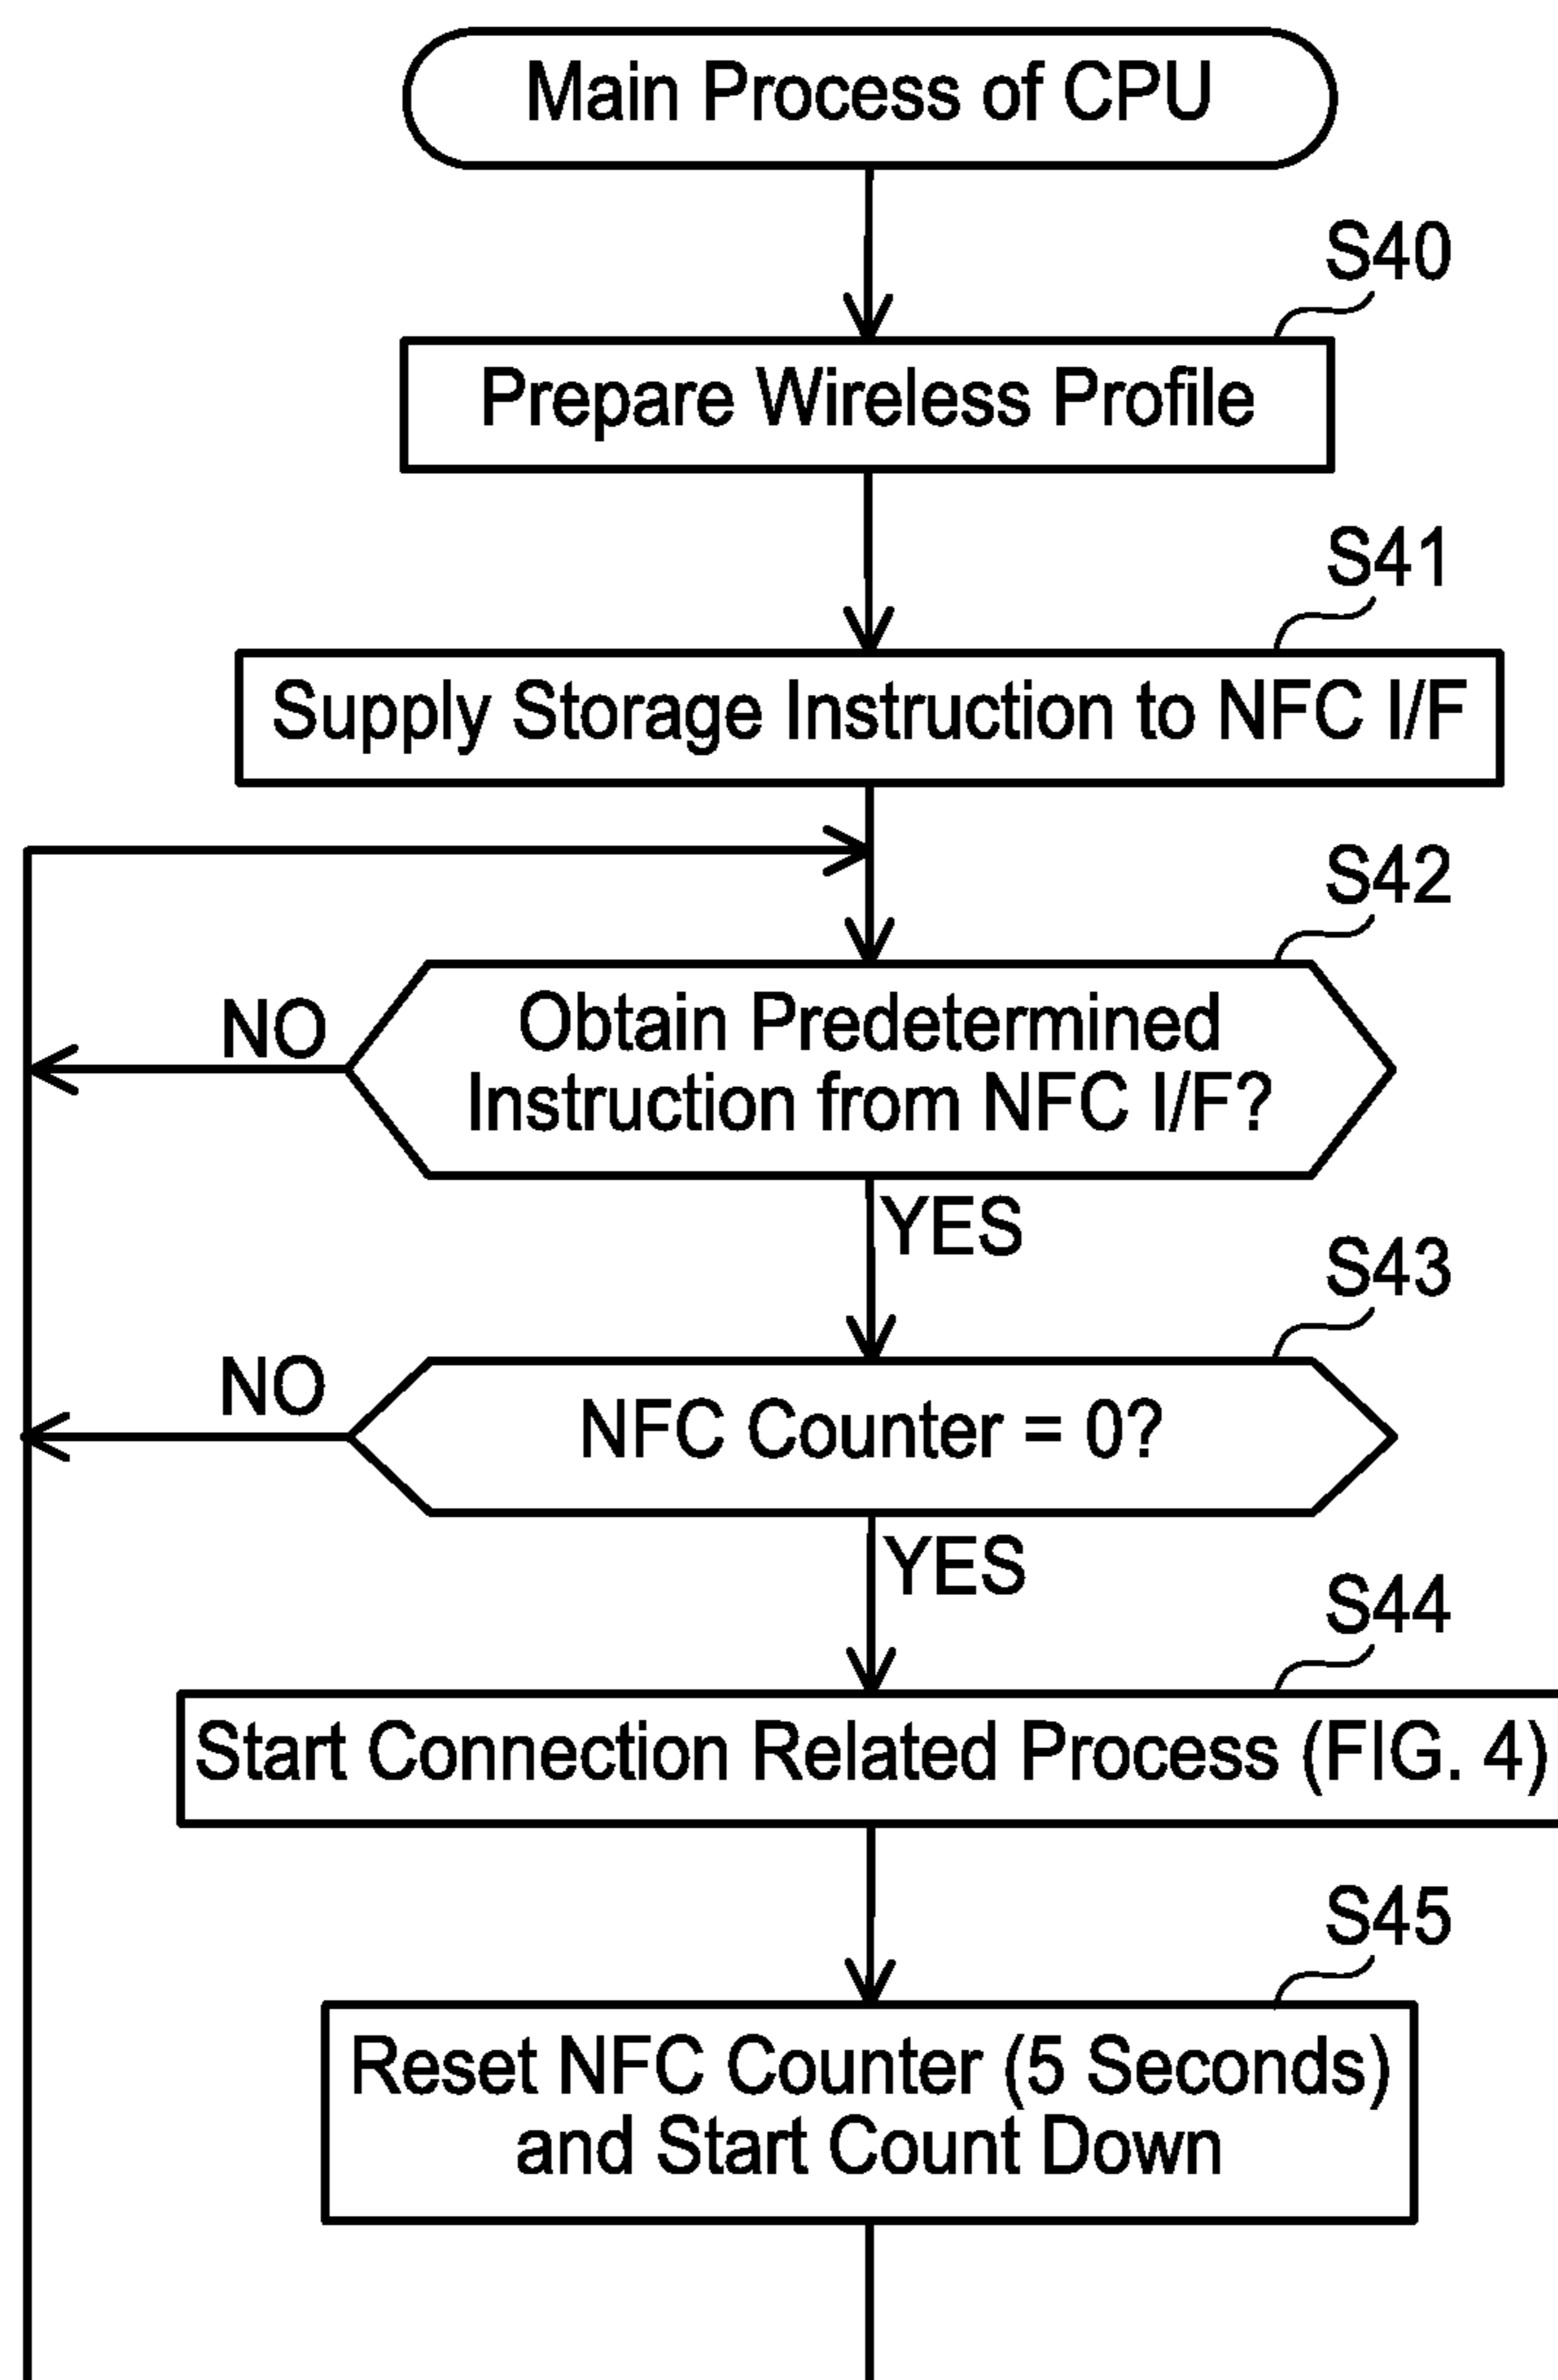 Main Process of CPU
S40
Prepare Wireless Profile
S41
Supply Storage Instruction to NFC I/F
S42
NO
Obtain Predetermined
Instruction from NFC I/F?
YES
S43
NO
NFC Counter = 0?
YES
S44
Start Connection Related Process (FIG. 4)
S45
Reset NFC Counter (5 Seconds)
and Start Count Down